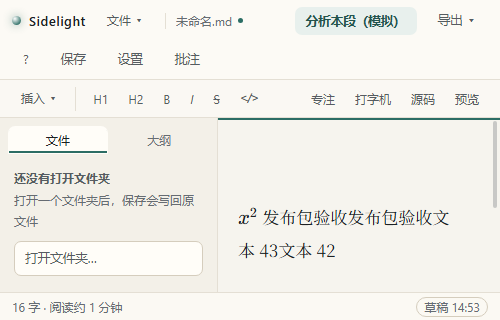 Sidelight 文件 未命名.md 分析本段（模拟） 导出
? 保存 设置 批注
插入 H1 H2 B I S </> 专注 打字机 源码 预览
文件 大纲
还没有打开文件夹
打开一个文件夹后，保存会写回原
文件
打开文件夹...
x² 发布包验收发布包验收文
本 43文本 42
16 字 · 阅读约 1 分钟 草稿 14:53